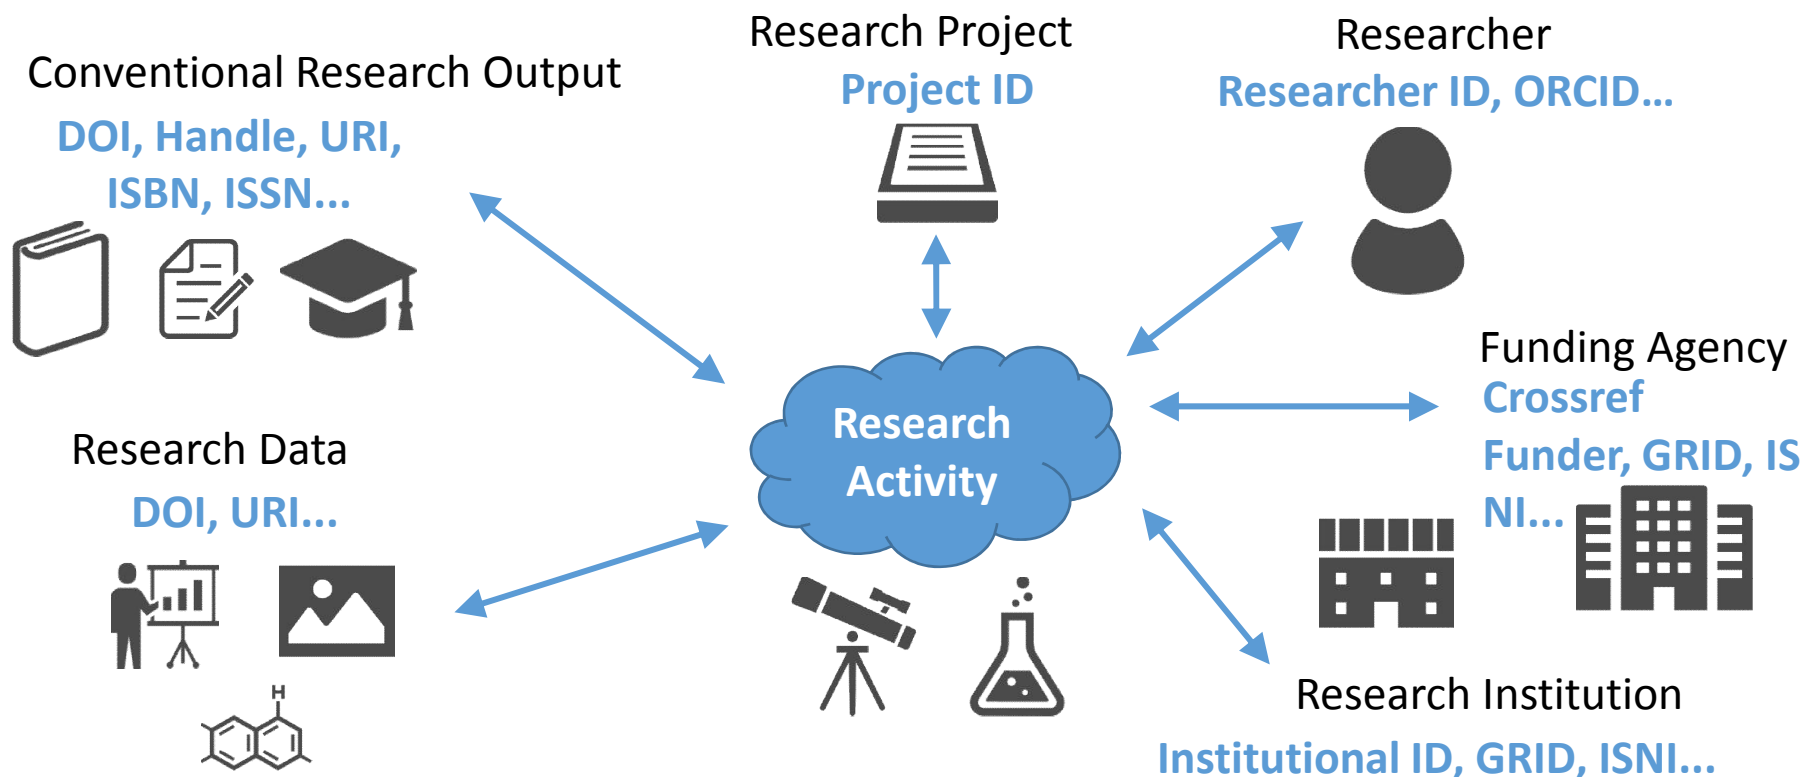 Conventional Research Output
DOI, Handle, URI,
ISBN, ISSN...
Research Project
Project ID
Researcher
Researcher ID, ORCID...
Funding Agency
Crossref
Funder, GRID, IS
NI...
Research
Activity
Research Data
DOI, URI...
H
Research Institution
Institutional ID, GRID, ISNI...